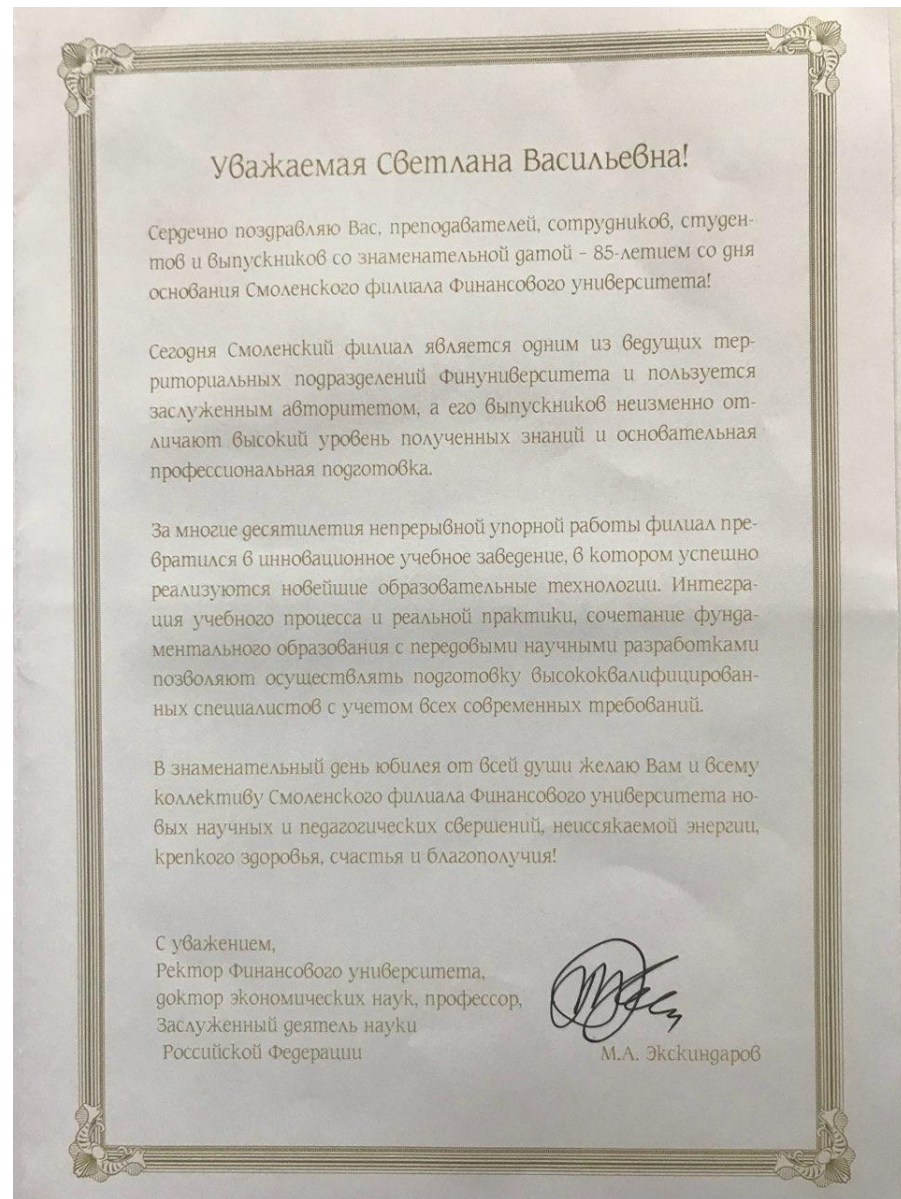 Уважаемая Светлана Васильевна!
Сердечно поздравляю Вас, преподавателей, сотрудников, студен-
тов и выпускников со знаменательной датой - 85-летием со дня
основания Смоленского филиала Финансового университета!
Сегодня Смоленский филиал является одним из ведущих тер-
риториальных подразделений Финуниверситета и пользуется
заслуженным авторитетом, а его выпускников неизменно от-
личают высокий уровень полученных знаний и основательная
профессиональная подготовка.
За многие десятилетия непрерывной упорной работы филиал пре-
вратился в инновационное учебное заведение, в котором успешно
реализуются новейшие образовательные технологии. Интегра-
ция учебного процесса и реальной практики, сочетание фунда-
ментального образования с передовыми научными разработками
позволяют осуществлять подготовку высококвалифицирован-
ных специалистов с учетом всех современных требований.
В знаменательный день юбилея от всей души желаю Вам и всему
коллективу Смоленского филиала Финансового университета но-
вых научных и педагогических свершений, неиссякаемой энергии,
крепкого здоровья, счастья и благополучия!
С уважением,
Ректор Финансового университета,
доктор экономических наук, профессор,
Заслуженный деятель науки
Российской Федерации М.А. Эскиндаров